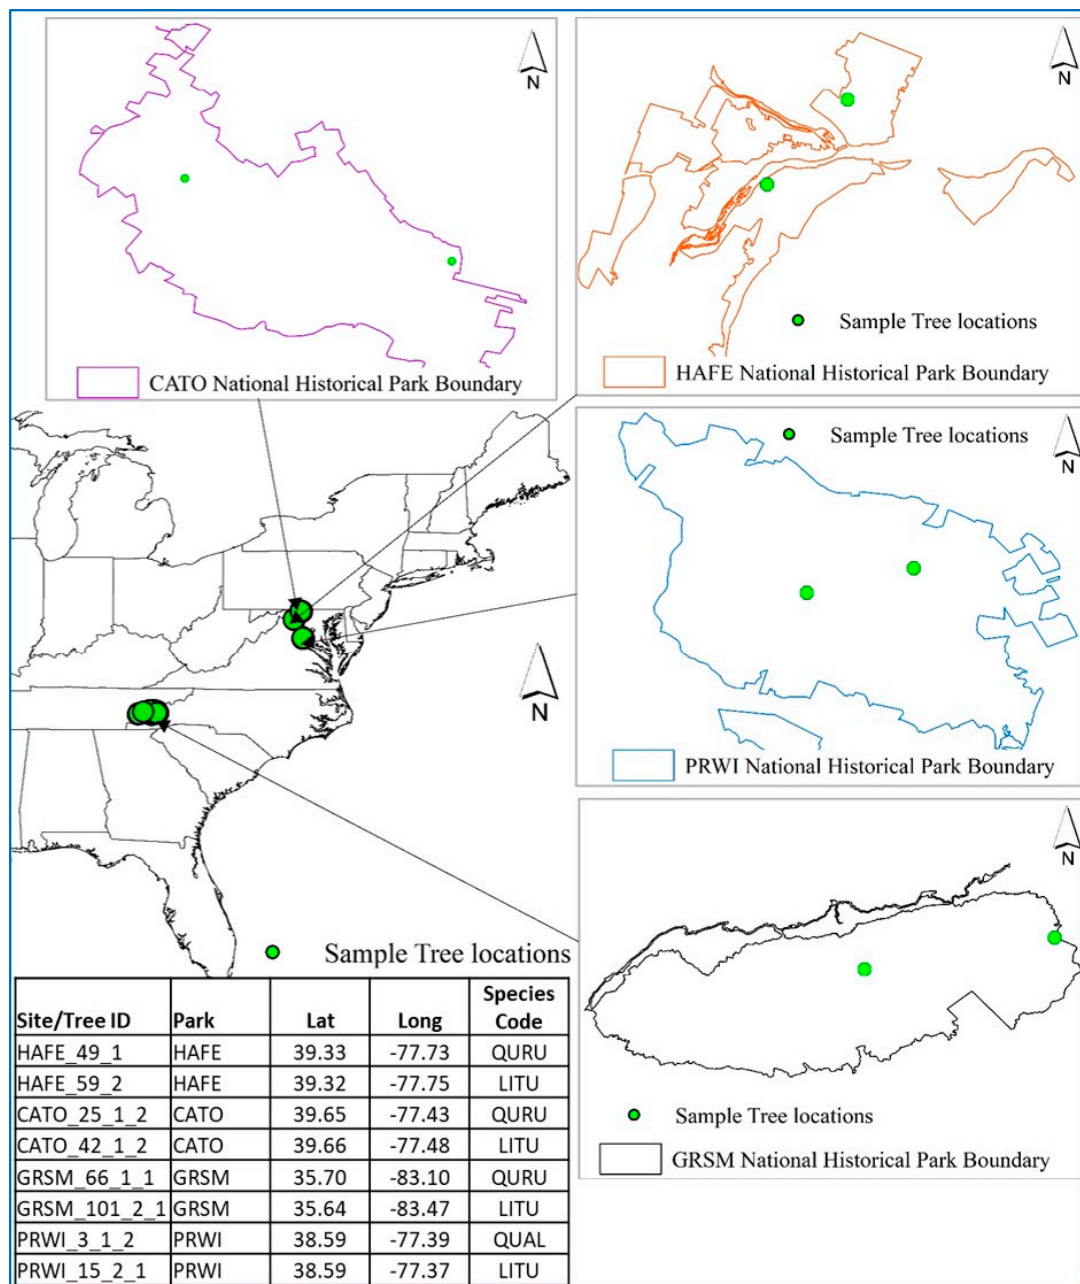 N
CATO National Historical Park Boundary
N
Sample Tree locations
HAFE National Historical Park Boundary
Sample Tree locations
N
PRWI National Historical Park Boundary
N
Sample Tree locations
N
Sample Tree locations
GRSM National Historical Park Boundary
Site/Tree ID Park Lat Long Species Code
HAFE_49_1 HAFE 39.33 -77.73 QURU
HAFE_59_2 HAFE 39.32 -77.75 LITU
CATO_25_1_2 CATO 39.65 -77.43 QURU
CATO_42_1_2 CATO 39.66 -77.48 LITU
GRSM_66_1_1 GRSM 35.70 -83.10 QURU
GRSM_101_2_1 GRSM 35.64 -83.47 LITU
PRWI_3_1_2 PRWI 38.59 -77.39 QUAL
PRWI_15_2_1 PRWI 38.59 -77.37 LITU